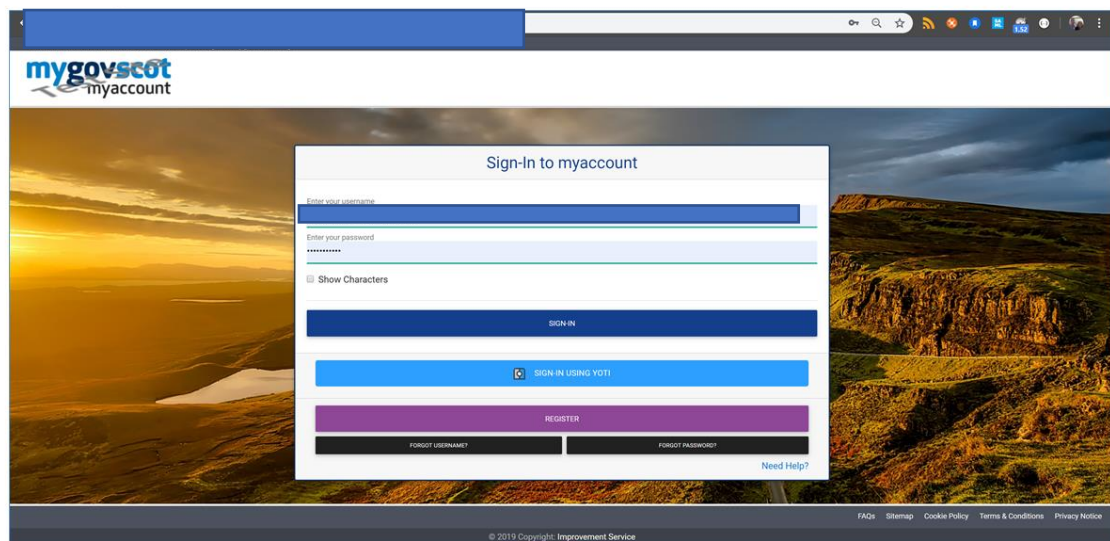 1.52
mygovscot
myaccount
Sign-In to myaccount
Enter your username
Enter your password
Show Characters
SIGN-IN
SIGN-IN USING YOTI
REGISTER
FORGOT USERNAME?
FORGOT PASSWORD?
Need Help?
FAQs Sitemap Cookie Policy Terms & Conditions Privacy Notice
© 2019 Copyright: Improvement Service